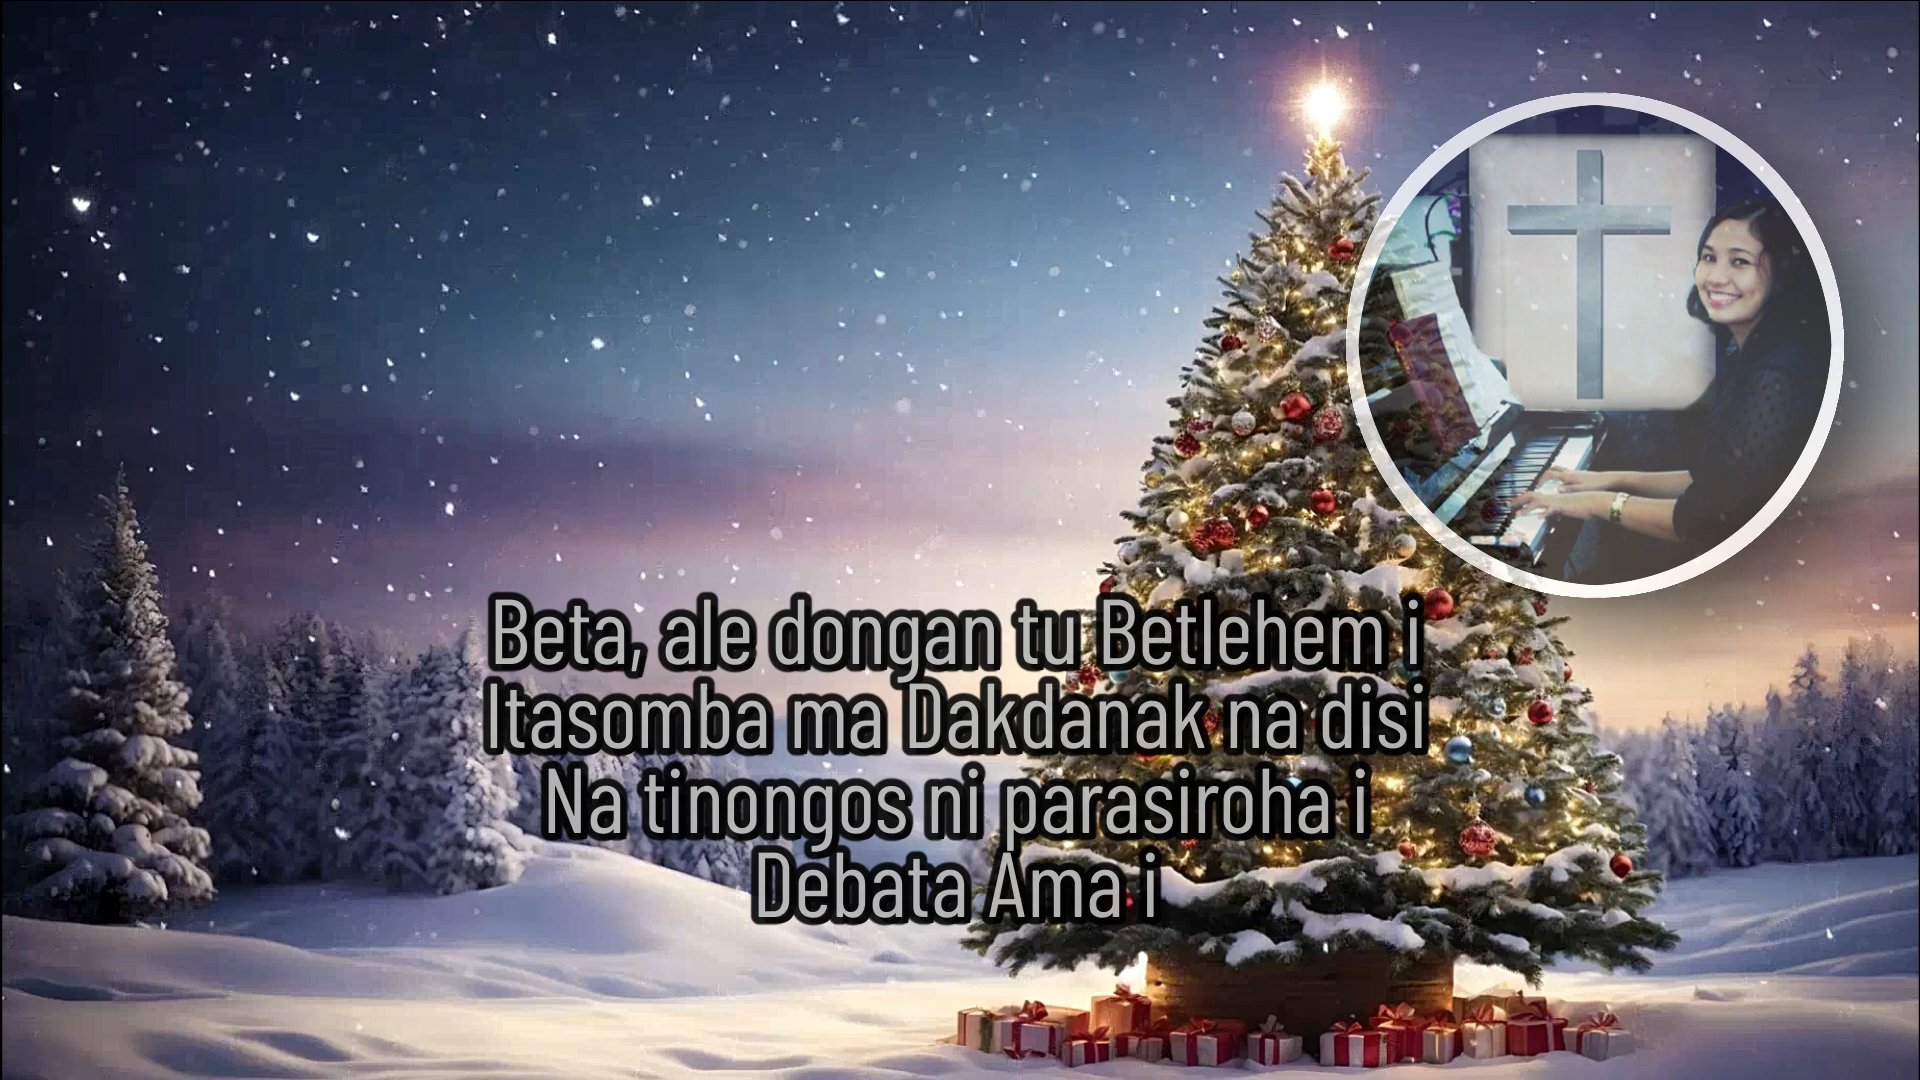 Beta, ale dongan tu Betlehem i
Itasomba ma Dakdanak na disi
Na tinongos ni parasiroha i
Debata Ama i